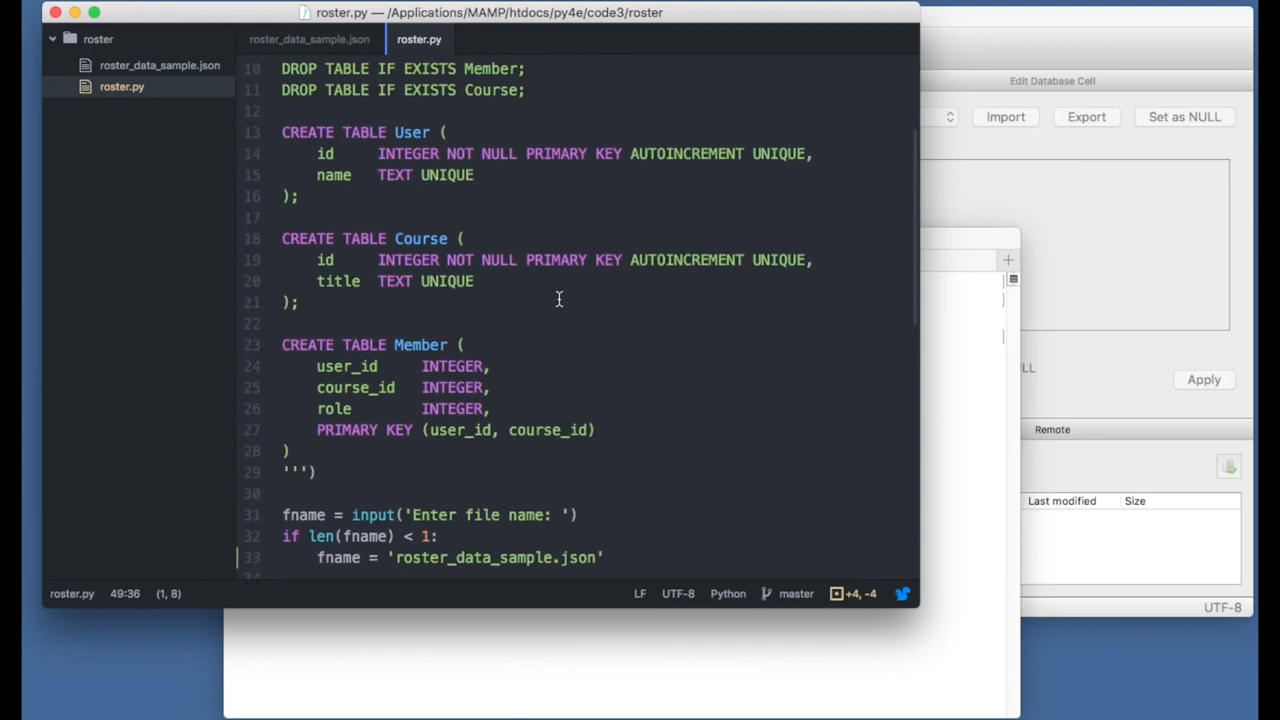 roster.py — /Applications/MAMP/htdocs/py4e/code3/roster
roster
roster_data_sample.json
roster.py
roster_data_sample.json
roster.py
10 DROP TABLE IF EXISTS Member;
11 DROP TABLE IF EXISTS Course;
12
13 CREATE TABLE User (
14     id     INTEGER NOT NULL PRIMARY KEY AUTOINCREMENT UNIQUE,
15     name   TEXT UNIQUE
16 );
17
18 CREATE TABLE Course (
19     id     INTEGER NOT NULL PRIMARY KEY AUTOINCREMENT UNIQUE,
20     title  TEXT UNIQUE
21 );
22
23 CREATE TABLE Member (
24     user_id     INTEGER,
25     course_id   INTEGER,
26     role        INTEGER,
27     PRIMARY KEY (user_id, course_id)
28 )
29 ''')
30
31 fname = input('Enter file name: ')
32 if len(fname) < 1:
33     fname = 'roster_data_sample.json'
roster.py 49:36 (1, 8) LF UTF-8 Python master +4, -4
Edit Database Cell
Import Export Set as NULL
Apply
Remote
Last modified Size
UTF-8